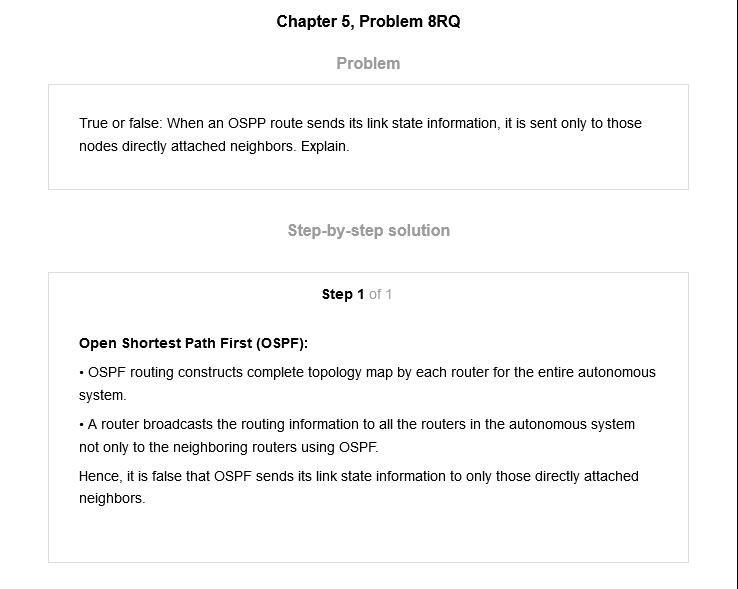 Chapter 5, Problem 8RQ
Problem
True or false: When an OSPP route sends its link state information, it is sent only to those
nodes directly attached neighbors. Explain.
Step-by-step solution
Step 1 of 1
Open Shortest Path First (OSPF):
• OSPF routing constructs complete topology map by each router for the entire autonomous
system.
• A router broadcasts the routing information to all the routers in the autonomous system
not only to the neighboring routers using OSPF.
Hence, it is false that OSPF sends its link state information to only those directly attached
neighbors.